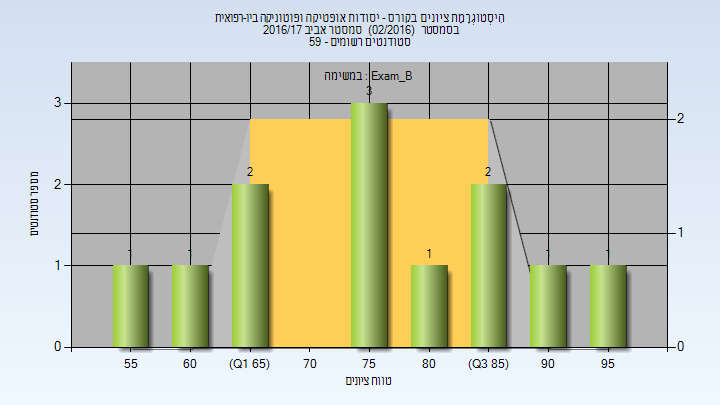 היסטוגרמת ציונים בקורס - יסודות אופטיקה ופוטוניקה ביו-רפואית
בסמסטר (02/2016) סמסטר אביב 2016/17
סטודנטים רשומים - 59
במשימה : Exam_B
3
2
1
0
2
1
0
מספר סטודנטים
1
1
2
3
1
2
1
1
55
60
(Q1 65)
70
75
80
(Q3 85)
90
95
טווח ציונים